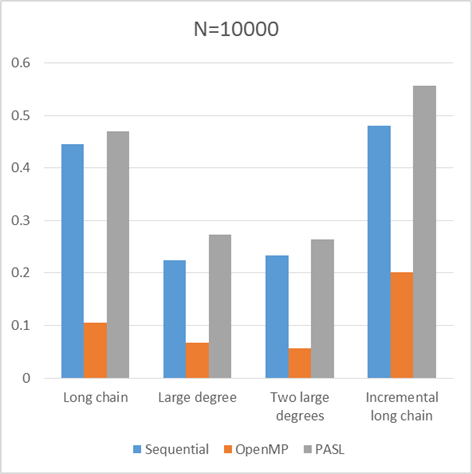 N=10000
0.6
0.5
0.4
0.3
0.2
0.1
0
Long chain
Large degree
Two large
degrees
Incremental
long chain
Sequential
OpenMP
PASL